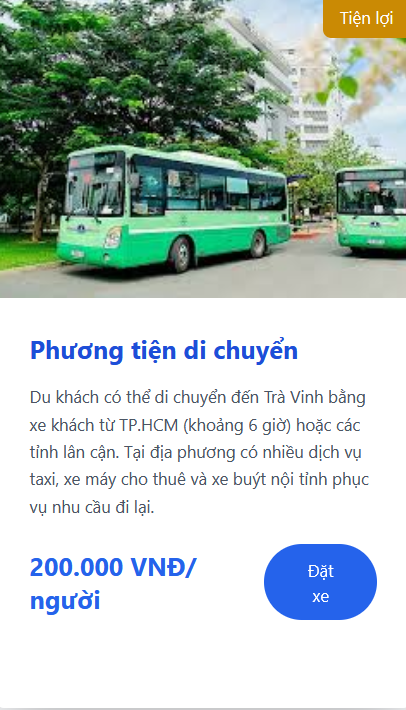 Tiện lợi
Phương tiện di chuyển
Du khách có thể di chuyển đến Trà Vinh bằng
xe khách từ TP.HCM (khoảng 6 giờ) hoặc các
tỉnh lân cận. Tại địa phương có nhiều dịch vụ
taxi, xe máy cho thuê và xe buýt nội tỉnh phục
vụ nhu cầu đi lại.
200.000 VNĐ/
người
Đặt
xe